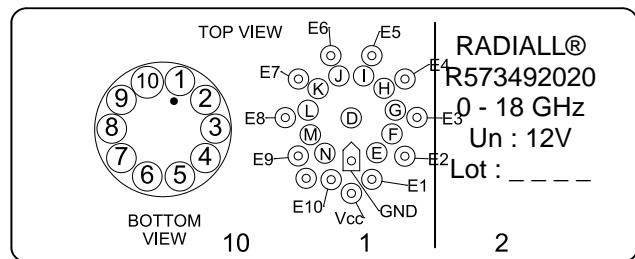 TOP VIEW
E6
E5
E7
E4
E8
E3
E9
E2
E10
E1
Vcc
GND
J
I
K
H
L
D
G
M
F
N
E
10
1
9
2
8
3
7
4
6
5
BOTTOM
VIEW
10
1
2
RADIALL®
R573492020
0 - 18 GHz
Un : 12V
Lot : _ _ _ _